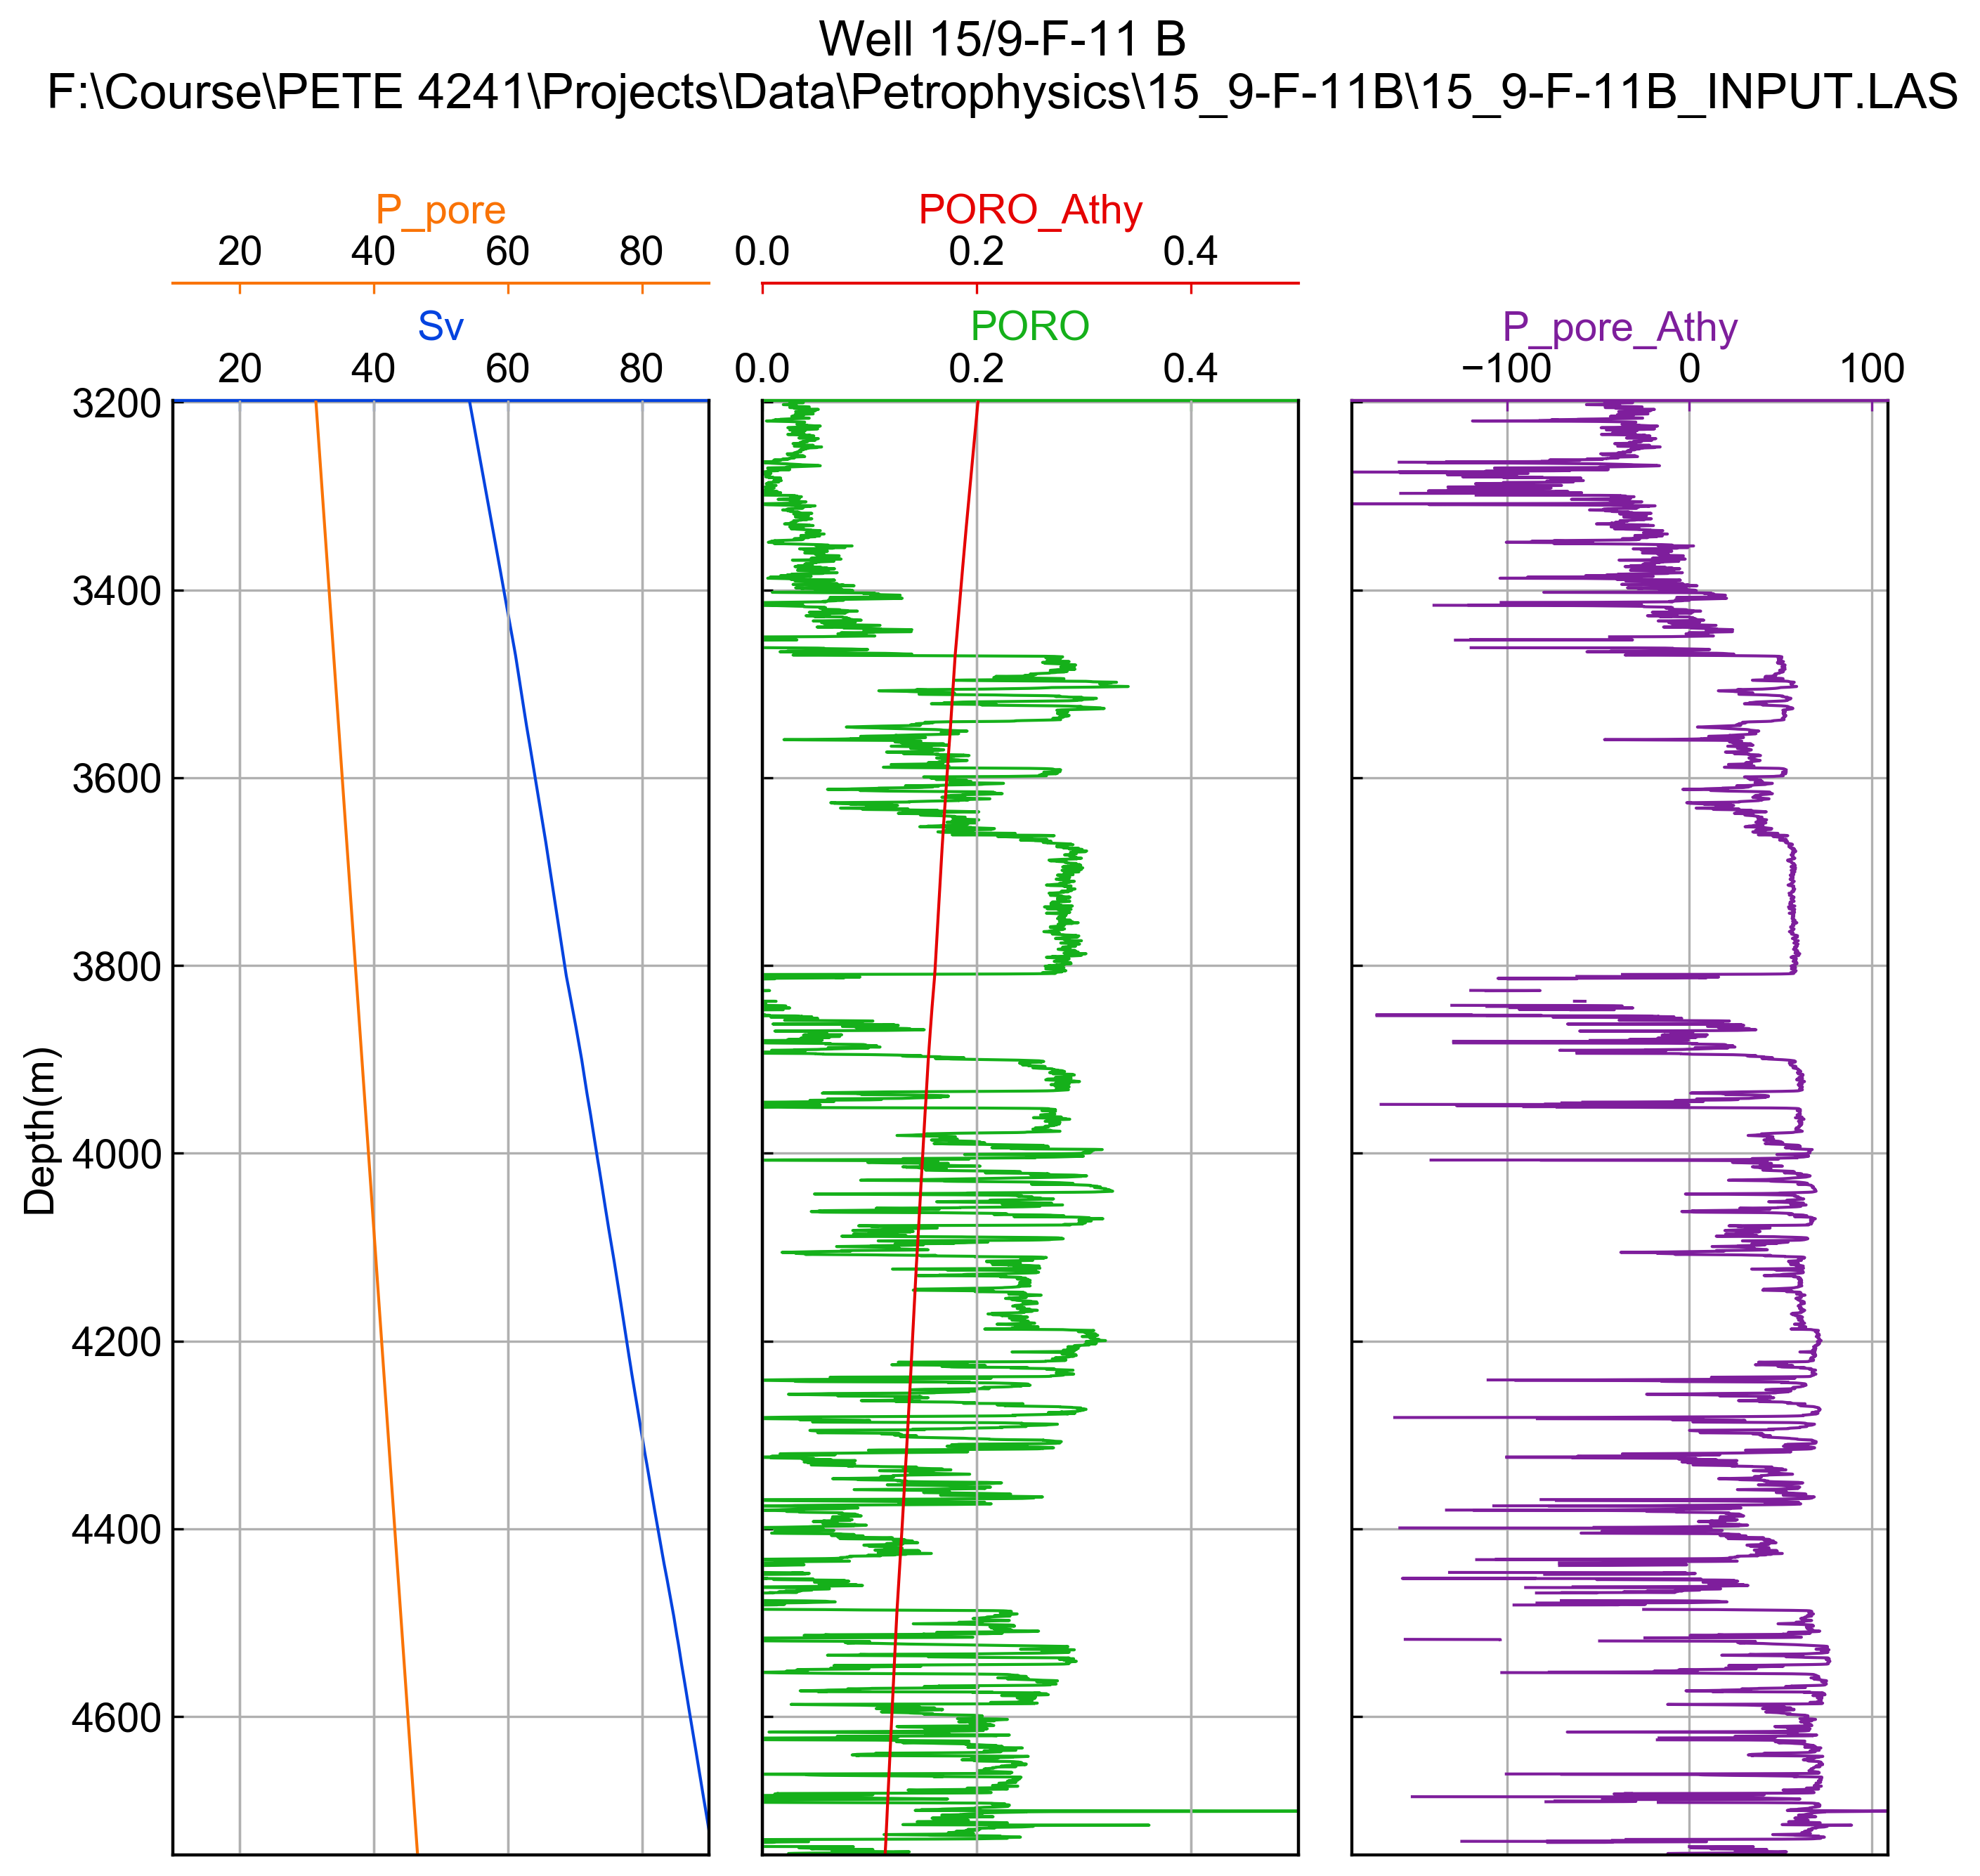 Well 15/9-F-11 B
F:\Course\PETE 4241\Projects\Data\Petrophysics\15_9-F-11B\15_9-F-11B_INPUT.LAS
P_pore
20 40 60 80
Sv
20 40 60 80
PORO_Athy
0.0 0.2 0.4
PORO
0.0 0.2 0.4
P_pore_Athy
−100 0 100
Depth(m)
3200
3400
3600
3800
4000
4200
4400
4600